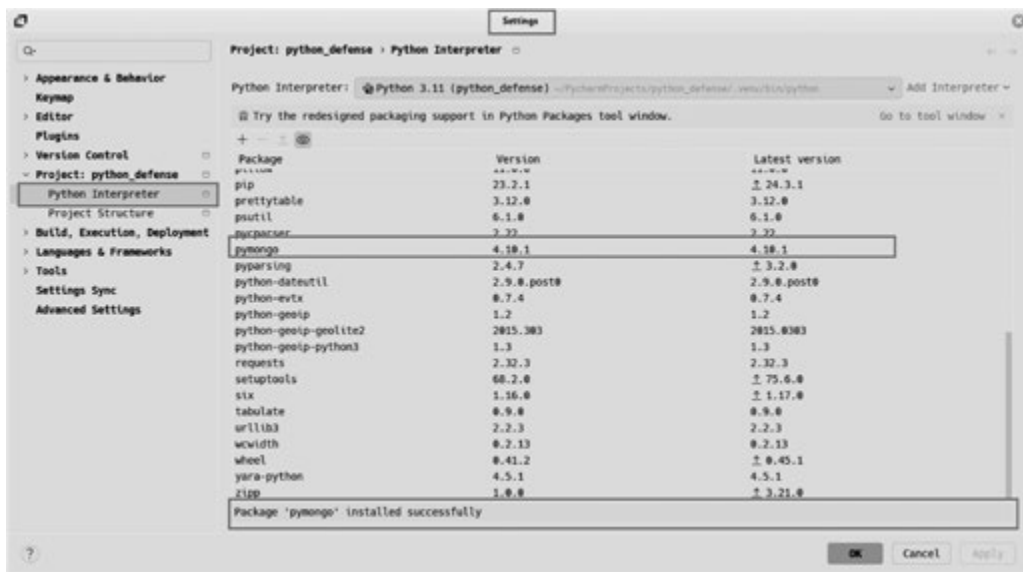 Settings
Project: python_defense › Python Interpreter
Appearance & Behavior
Keymap
Editor
Plugins
Version Control
Project: python_defense
Python Interpreter
Project Structure
Build, Execution, Deployment
Languages & Frameworks
Tools
Settings Sync
Advanced Settings
Python Interpreter: Python 3.11 (python_defense) ~/PycharmProjects/python_defense/.venv/bin/python Add Interpreter
Try the redesigned packaging support in Python Packages tool window. Go to tool window
Package Version Latest version
pip 23.2.1 24.3.1
prettytable 3.12.0 3.12.0
psutil 6.1.0 6.1.0
pycparser 2.22 2.22
pymongo 4.10.1 4.10.1
pyparsing 2.4.7 3.2.0
python-dateutil 2.9.0.post0 2.9.0.post0
python-evtx 0.7.4 0.7.4
python-geoip 1.2 1.2
python-geoip-geolite2 2015.303 2015.0303
python-geoip-python3 1.3 1.3
requests 2.32.3 2.32.3
setuptools 68.2.0 75.6.0
six 1.16.0 1.17.0
tabulate 0.9.0 0.9.0
urllib3 2.2.3 2.2.3
wcwidth 0.2.13 0.2.13
wheel 0.41.2 0.45.1
yara-python 4.5.1 4.5.1
zipp 1.0.0 3.21.0
Package 'pymongo' installed successfully
? OK Cancel Apply